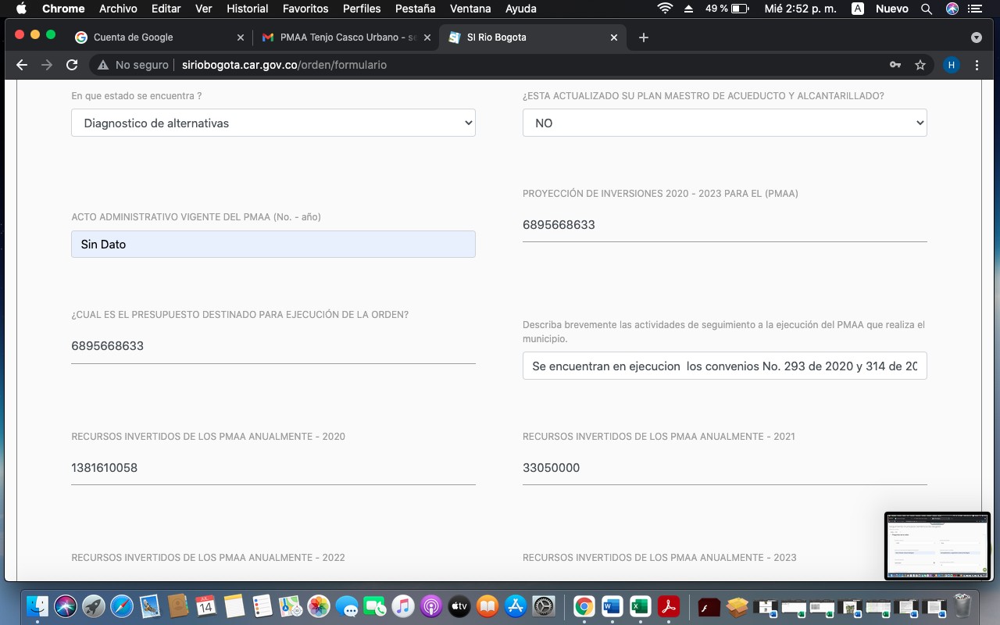 Chrome Archivo Editar Ver Historial Favoritos Perfiles Pestaña Ventana Ayuda 49 % Mié 2:52 p. m. A Nuevo
Cuenta de Google PMAA Tenjo Casco Urbano - se SI Rio Bogota
No seguro siriobogota.car.gov.co/orden/formulario H
En que estado se encuentra ? ¿ESTA ACTUALIZADO SU PLAN MAESTRO DE ACUEDUCTO Y ALCANTARILLADO?
Diagnostico de alternativas NO
PROYECCIÓN DE INVERSIONES 2020 - 2023 PARA EL (PMAA)
ACTO ADMINISTRATIVO VIGENTE DEL PMAA (No. - año)
6895668633
Sin Dato
¿CUAL ES EL PRESUPUESTO DESTINADO PARA EJECUCIÓN DE LA ORDEN?
6895668633
Describa brevemente las actividades de seguimiento a la ejecución del PMAA que realiza el
municipio.
Se encuentran en ejecucion  los convenios No. 293 de 2020 y 314 de 20
RECURSOS INVERTIDOS DE LOS PMAA ANUALMENTE - 2020 RECURSOS INVERTIDOS DE LOS PMAA ANUALMENTE - 2021
1381610058 33050000
RECURSOS INVERTIDOS DE LOS PMAA ANUALMENTE - 2022 RECURSOS INVERTIDOS DE LOS PMAA ANUALMENTE - 2023
JUL
14
tv